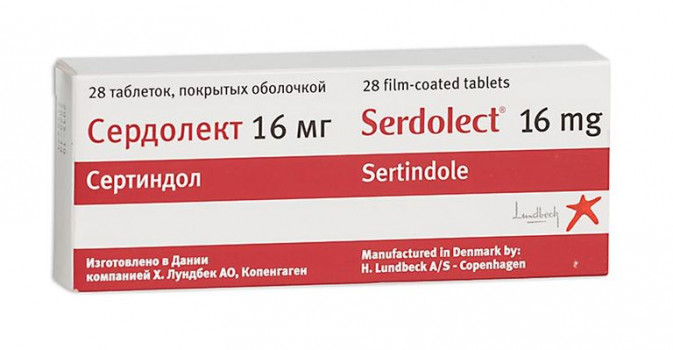 28 таблеток, покрытых оболочкой
Сердолект 16 мг
Сертиндол
Изготовлено в Дании
компанией Х. Лундбек АО, Копенгаген
28 film-coated tablets
Serdolect® 16 mg
Sertindole
Lundbeck
Manufactured in Denmark by:
H. Lundbeck A/S - Copenhagen